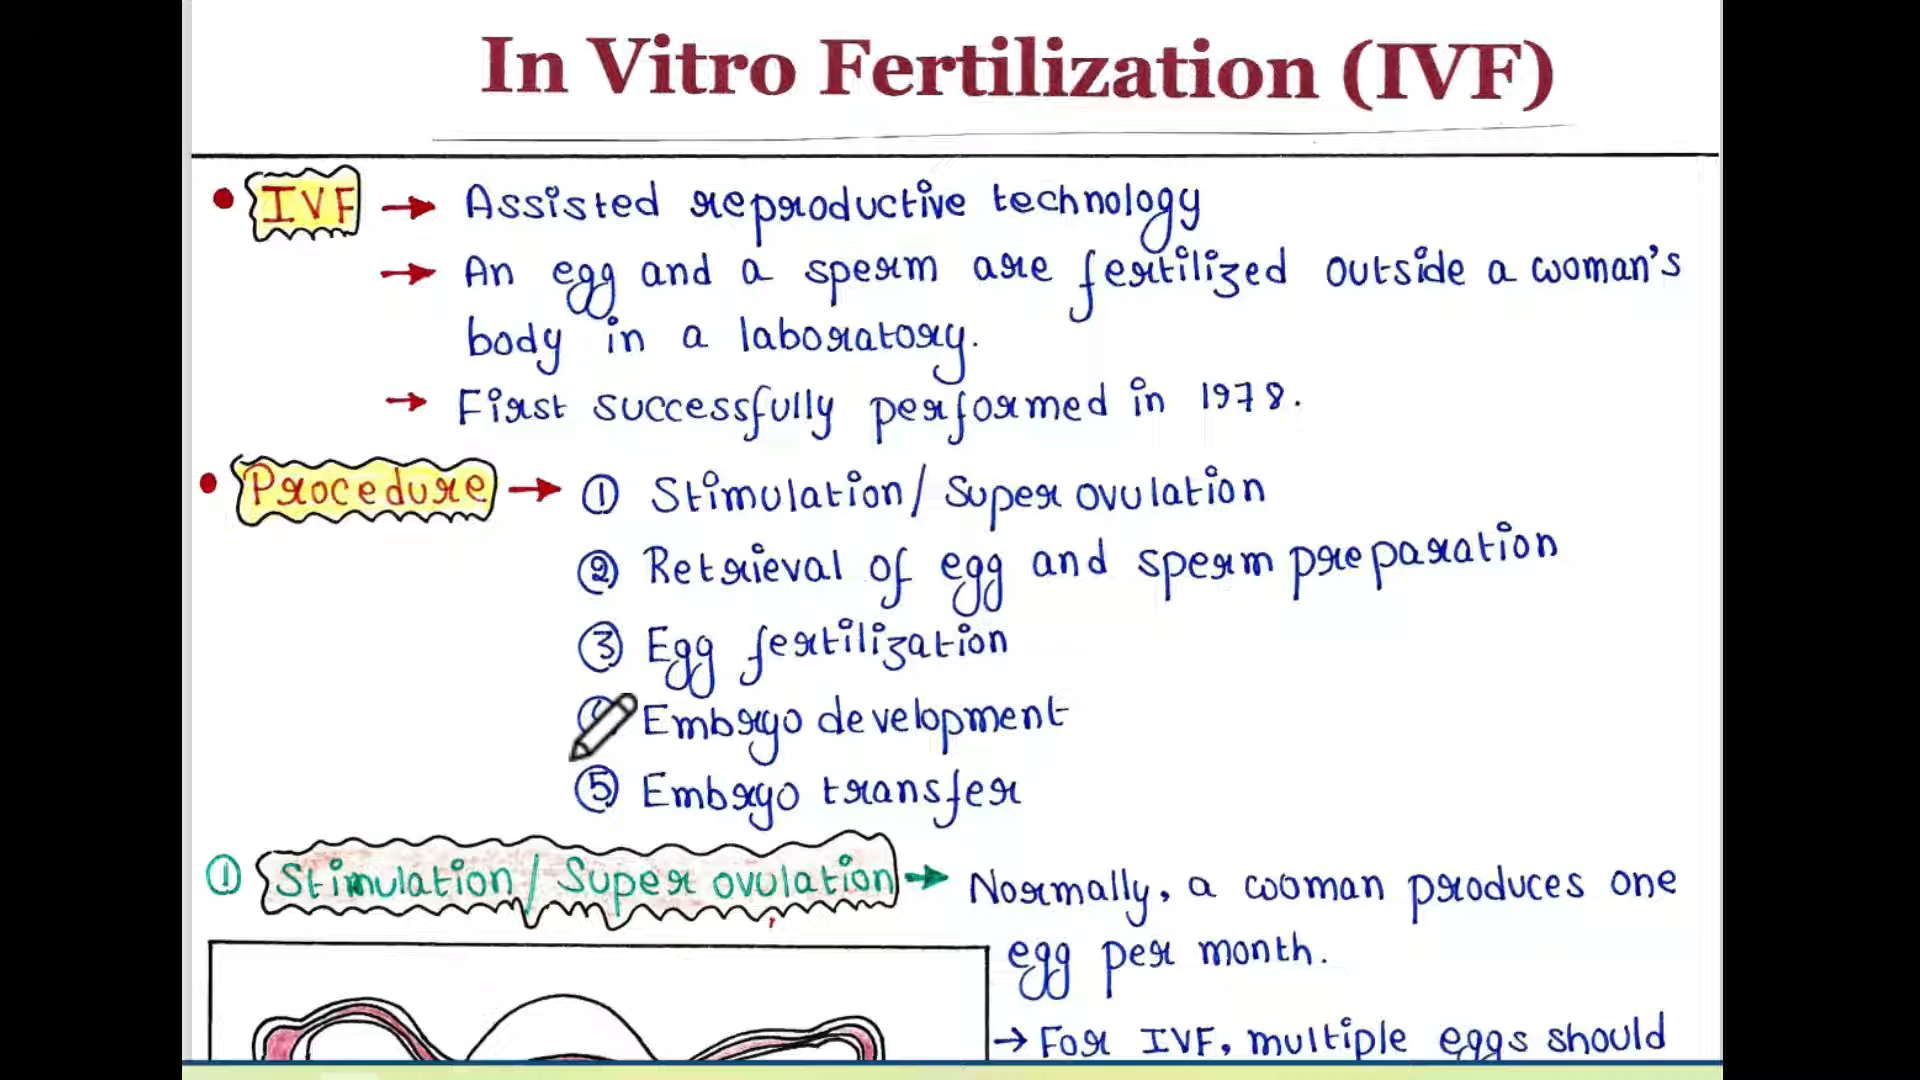 In Vitro Fertilization (IVF)
• IVF → Assisted reproductive technology
→ An egg and a sperm are fertilized outside a woman's
body in a laboratory.
→ First successfully performed in 1978.
• Procedure → ① Stimulation/ Super ovulation
② Retrieval of egg and sperm preparation
③ Egg fertilization
Embryo development
⑤ Embryo transfer
① Stimulation/ Super ovulation → Normally, a woman produces one
egg per month.
→ For IVF, multiple eggs should